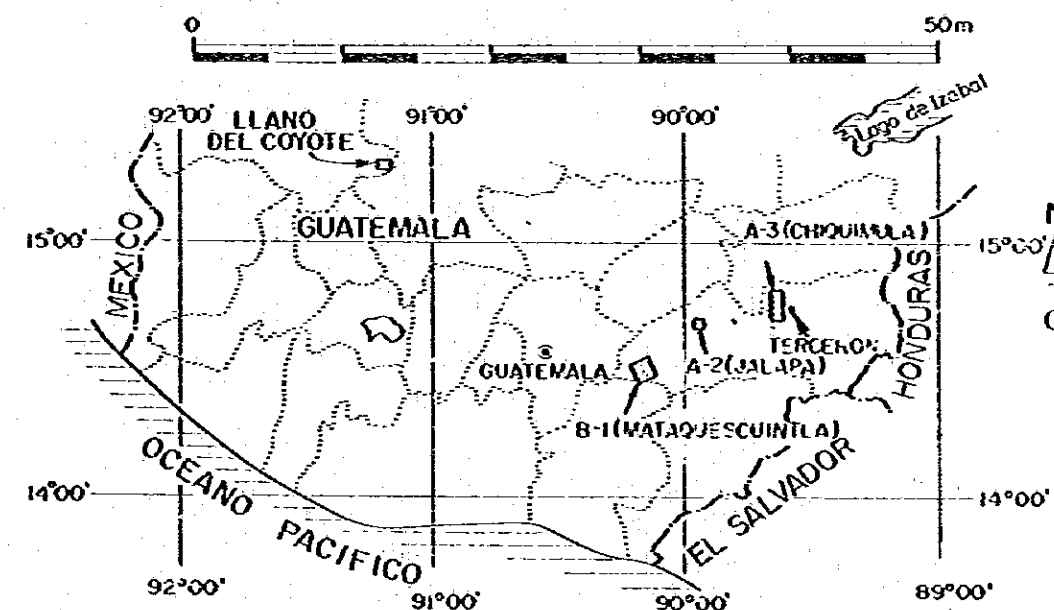 0 50m
92°00' 91°00' 90°00'
Lago de Izabal
LLANO
DEL COYOTE
MEXICO
GUATEMALA
15°00' 15°00'
A-3 (CHIQUIMULA)
HONDURAS
TERCERON
GUATEMALA
A-2 (JALAPA)
B-1 (MATAQUESCUINTLA)
14°00' 14°00'
OCEANO PACIFICO
EL SALVADOR
92°00' 91°00' 90°00' 89°00'